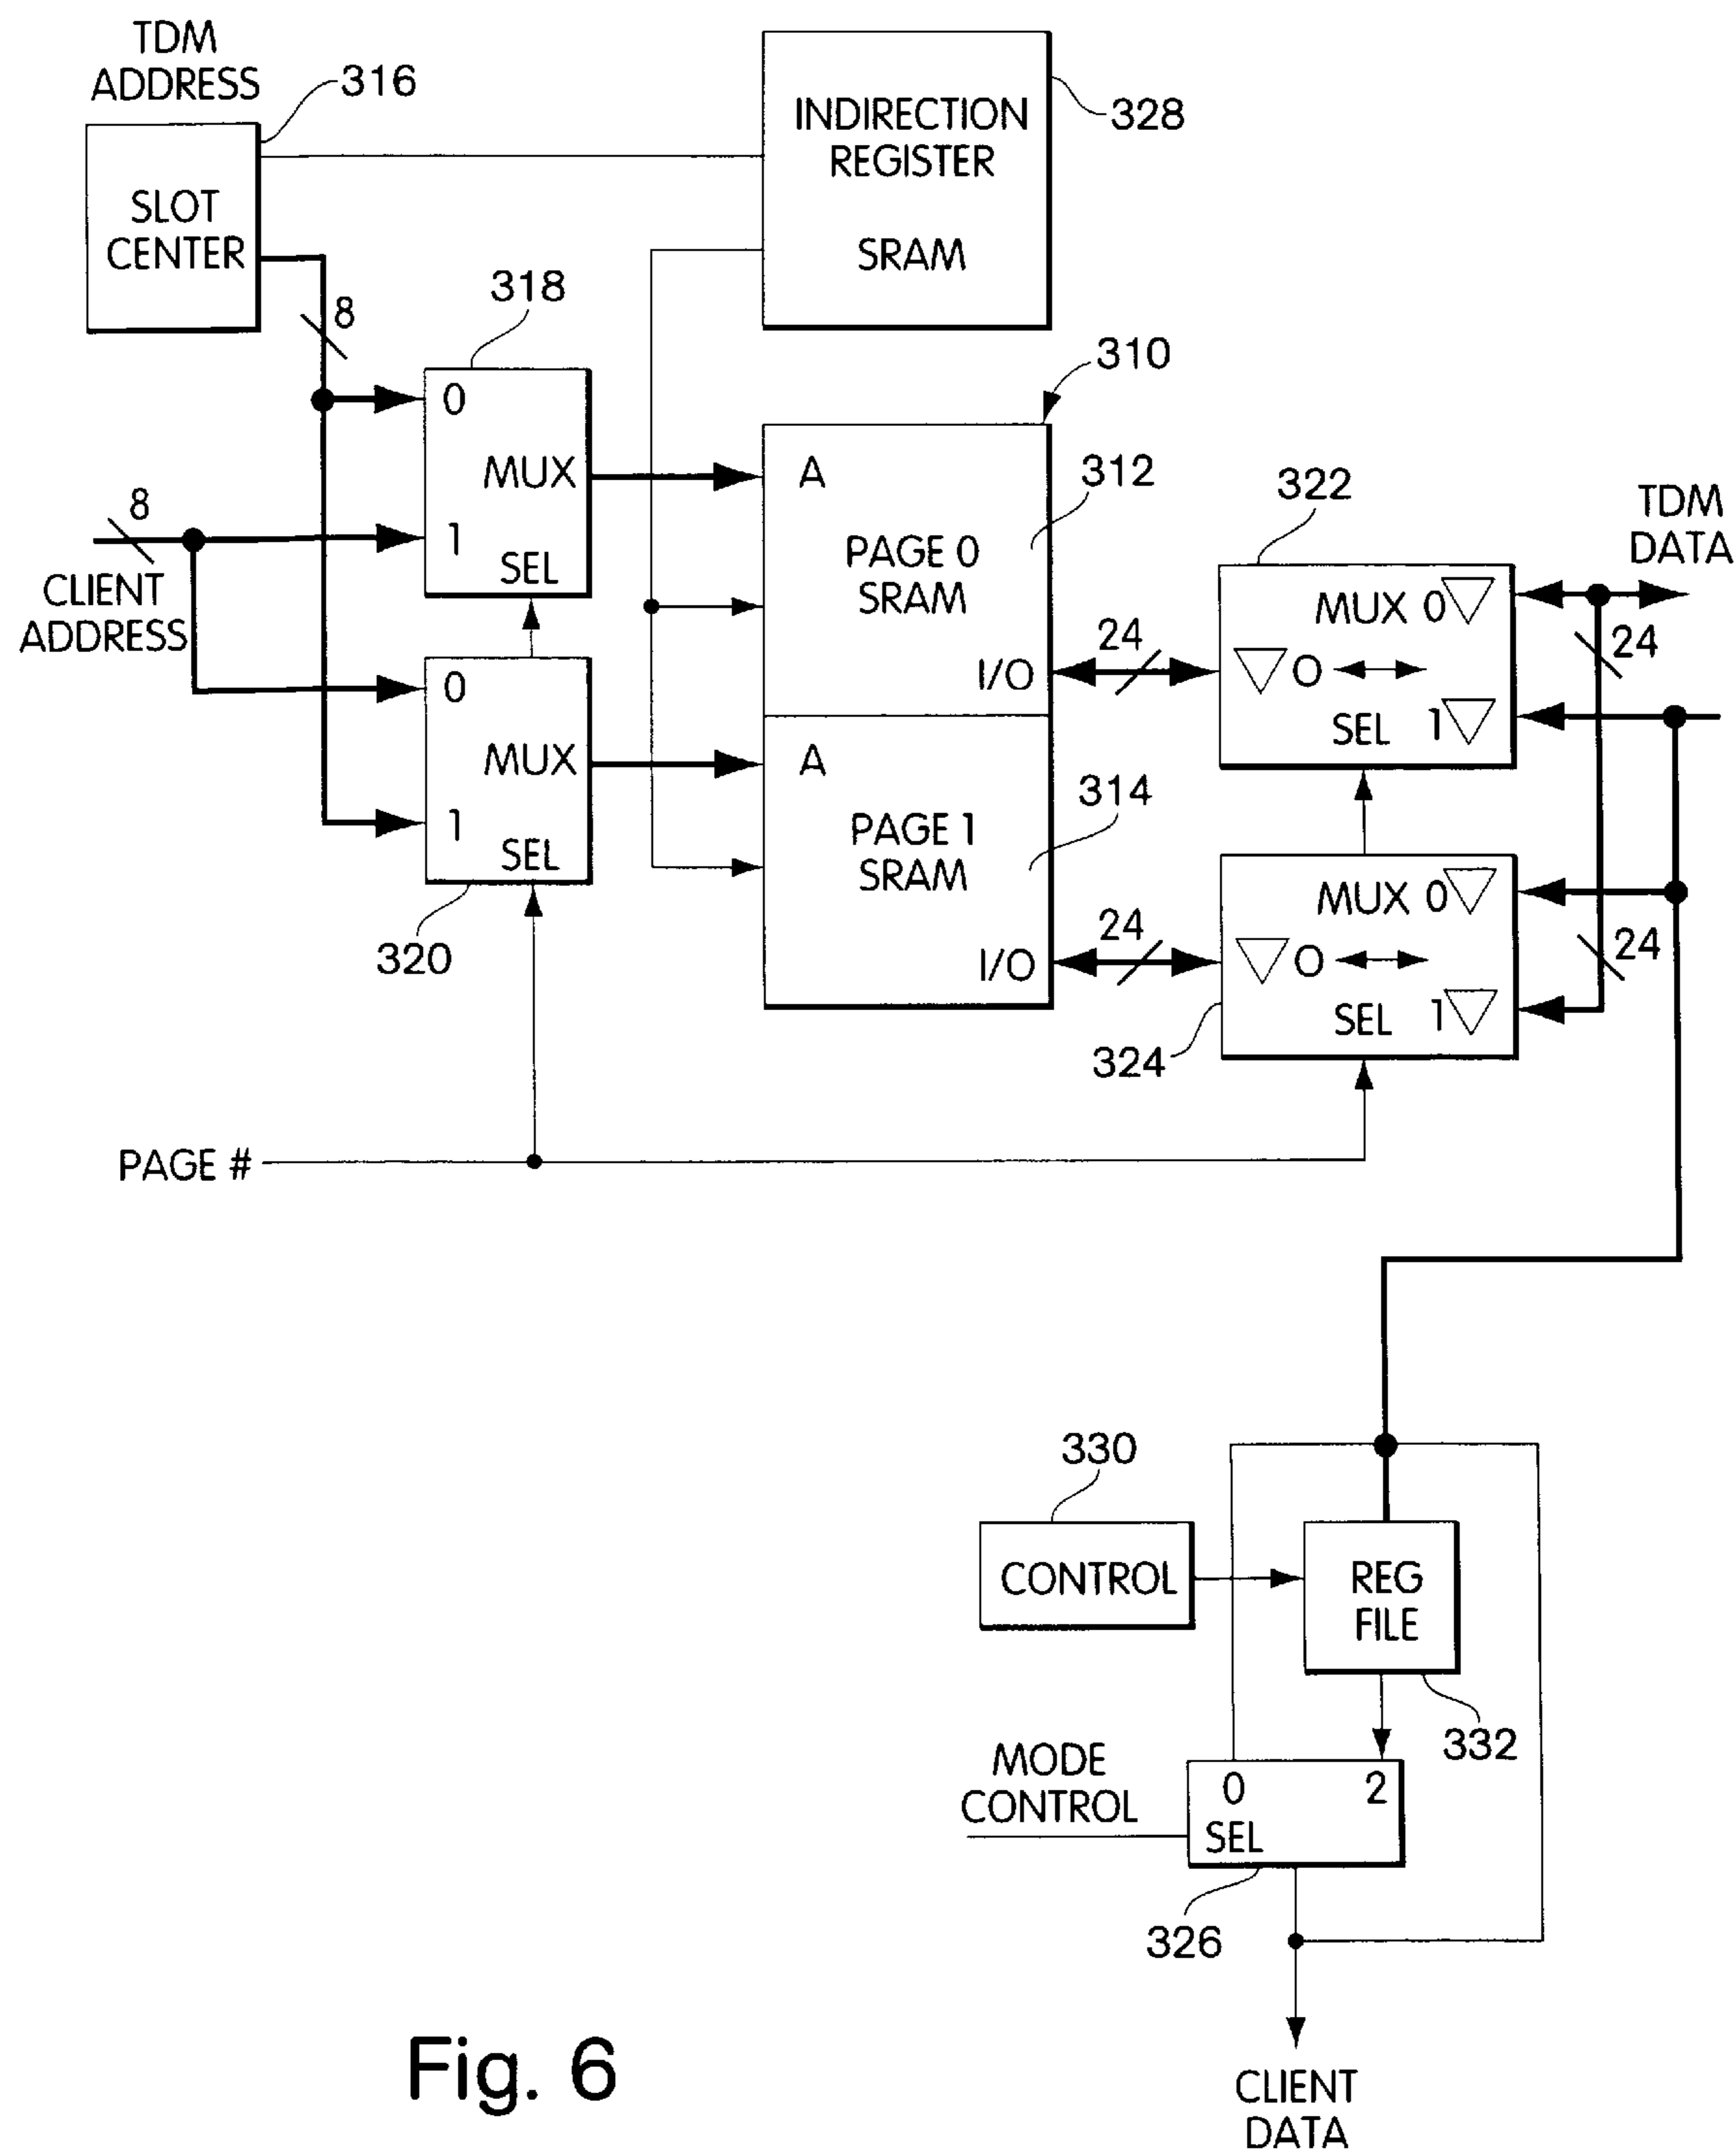 TDM
ADDRESS
316
SLOT
CENTER
8
INDIRECTION
REGISTER
SRAM
328
318
0
MUX
1
SEL
8
CLIENT
ADDRESS
0
MUX
1
SEL
320
310
A
312
PAGE 0
SRAM
I/O
24
A
314
PAGE 1
SRAM
I/O
24
322
MUX 0
O
SEL 1
TDM
DATA
24
MUX 0
O
SEL 1
24
324
PAGE #
330
CONTROL
REG
FILE
332
MODE
CONTROL
0 2
SEL
326
CLIENT
DATA
Fig. 6